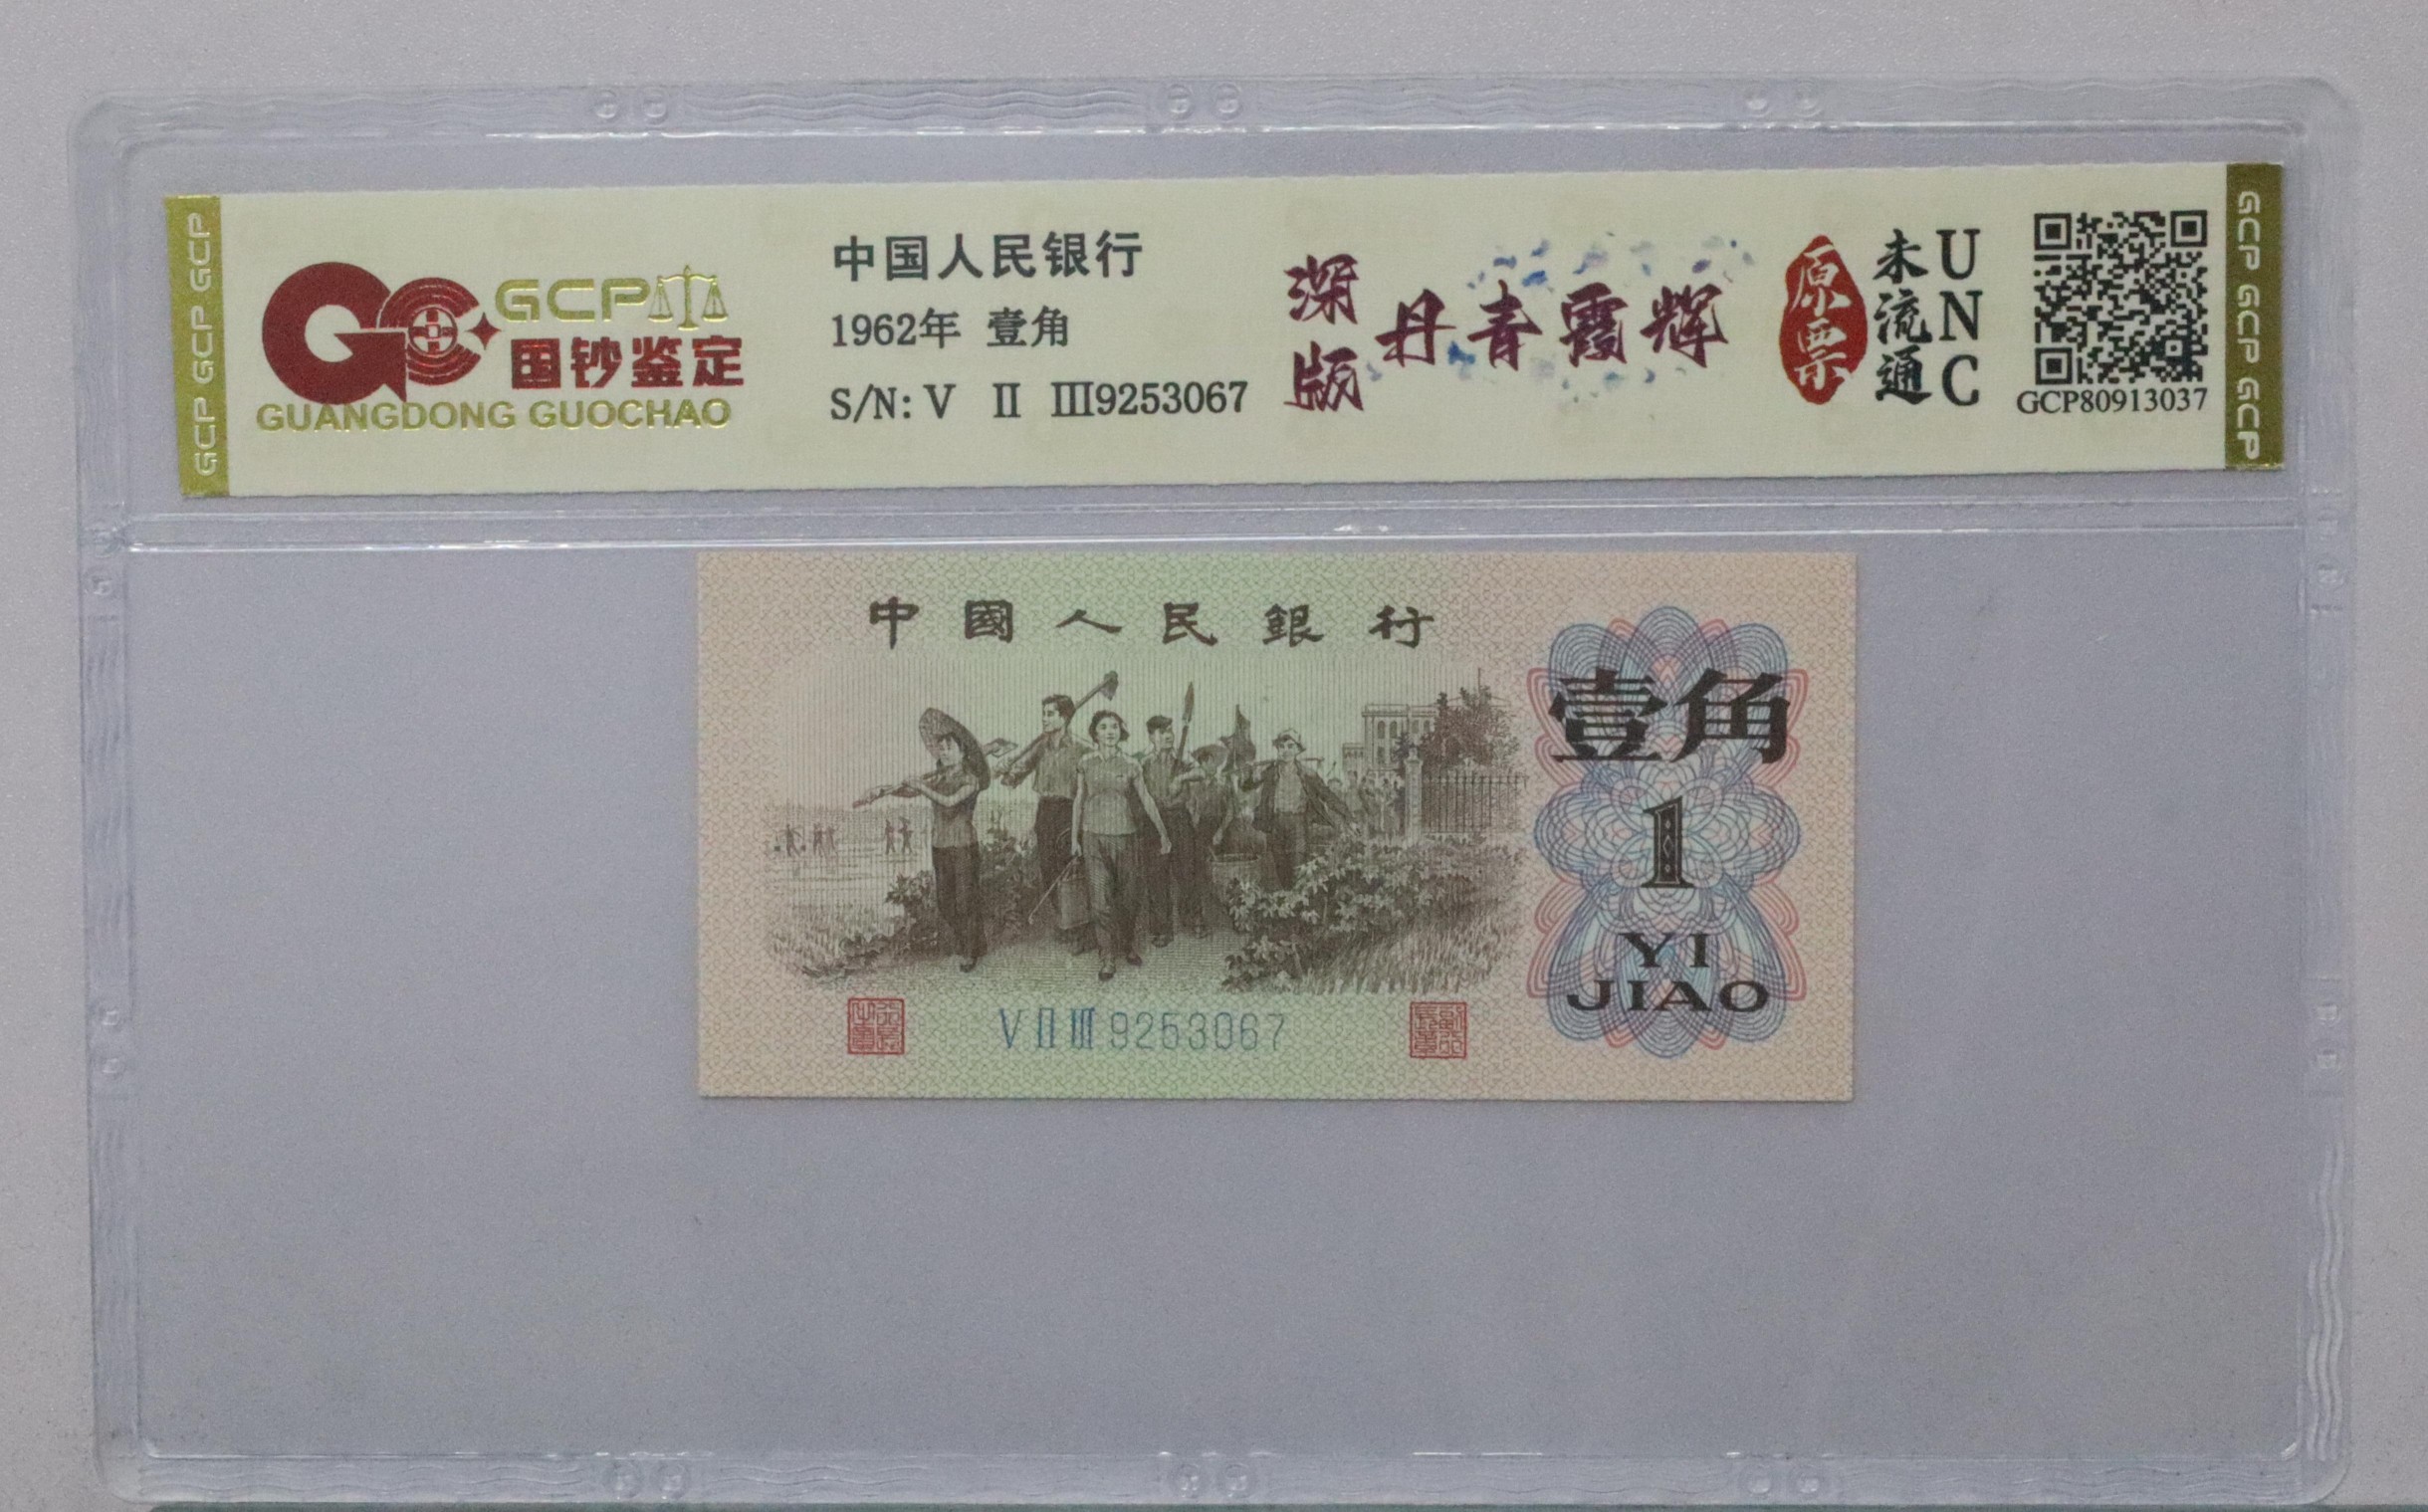 GCP GCP GCP
GCP
国钞鉴定
GUANGDONG GUOCHAO
中国人民银行
1962年 壹角
S/N: V Ⅱ Ⅲ9253067
深版
丹青霞辉
原票
未流通
UNC
GCP80913037
GCP GCP GCP
中國人民銀行
壹角
1
YI
JIAO
V Ⅱ Ⅲ 9253067